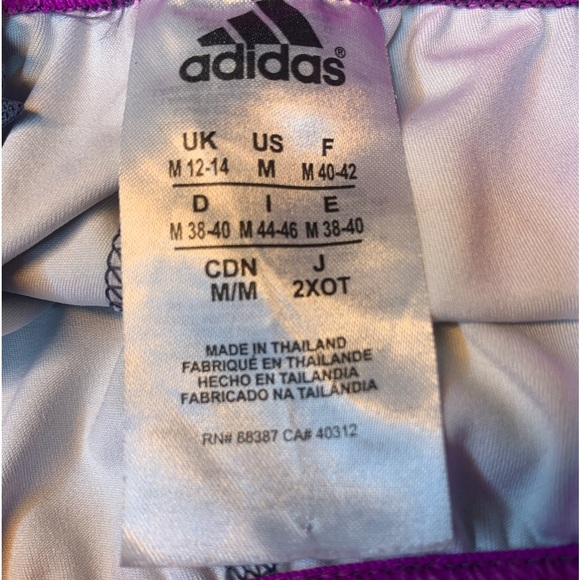 adidas®
UK US F
M 12-14 M M 40-42
D I E
M 38-40 M 44-46 M 38-40
CDN J
M/M 2XOT
MADE IN THAILAND
FABRIQUÉ EN THAILANDE
HECHO EN TAILANDIA
FABRICADO NA TAILÂNDIA
RN# 88387 CA# 40312